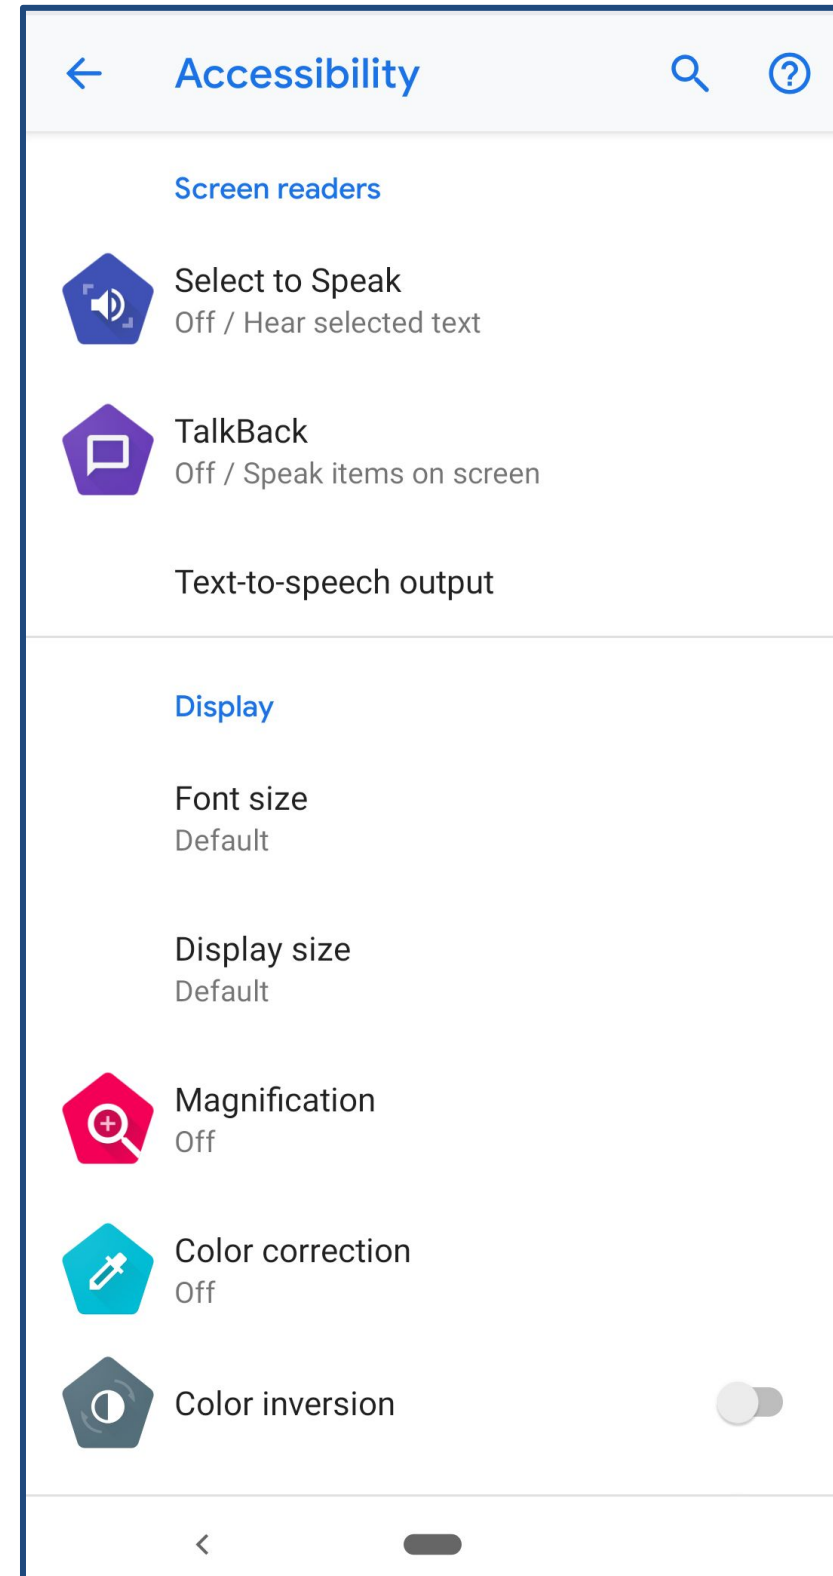 Accessibility
Screen readers
Select to Speak
Off / Hear selected text
TalkBack
Off / Speak items on screen
Text-to-speech output
Display
Font size
Default
Display size
Default
Magnification
Off
Color correction
Off
Color inversion